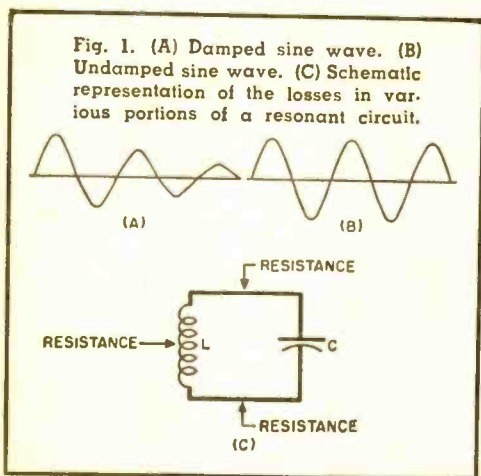 Fig. 1. (A) Damped sine wave. (B)
Undamped sine wave. (C) Schematic
representation of the losses in var-
ious portions of a resonant circuit.
(A)
(B)
RESISTANCE
RESISTANCE
L
C
RESISTANCE
(C)